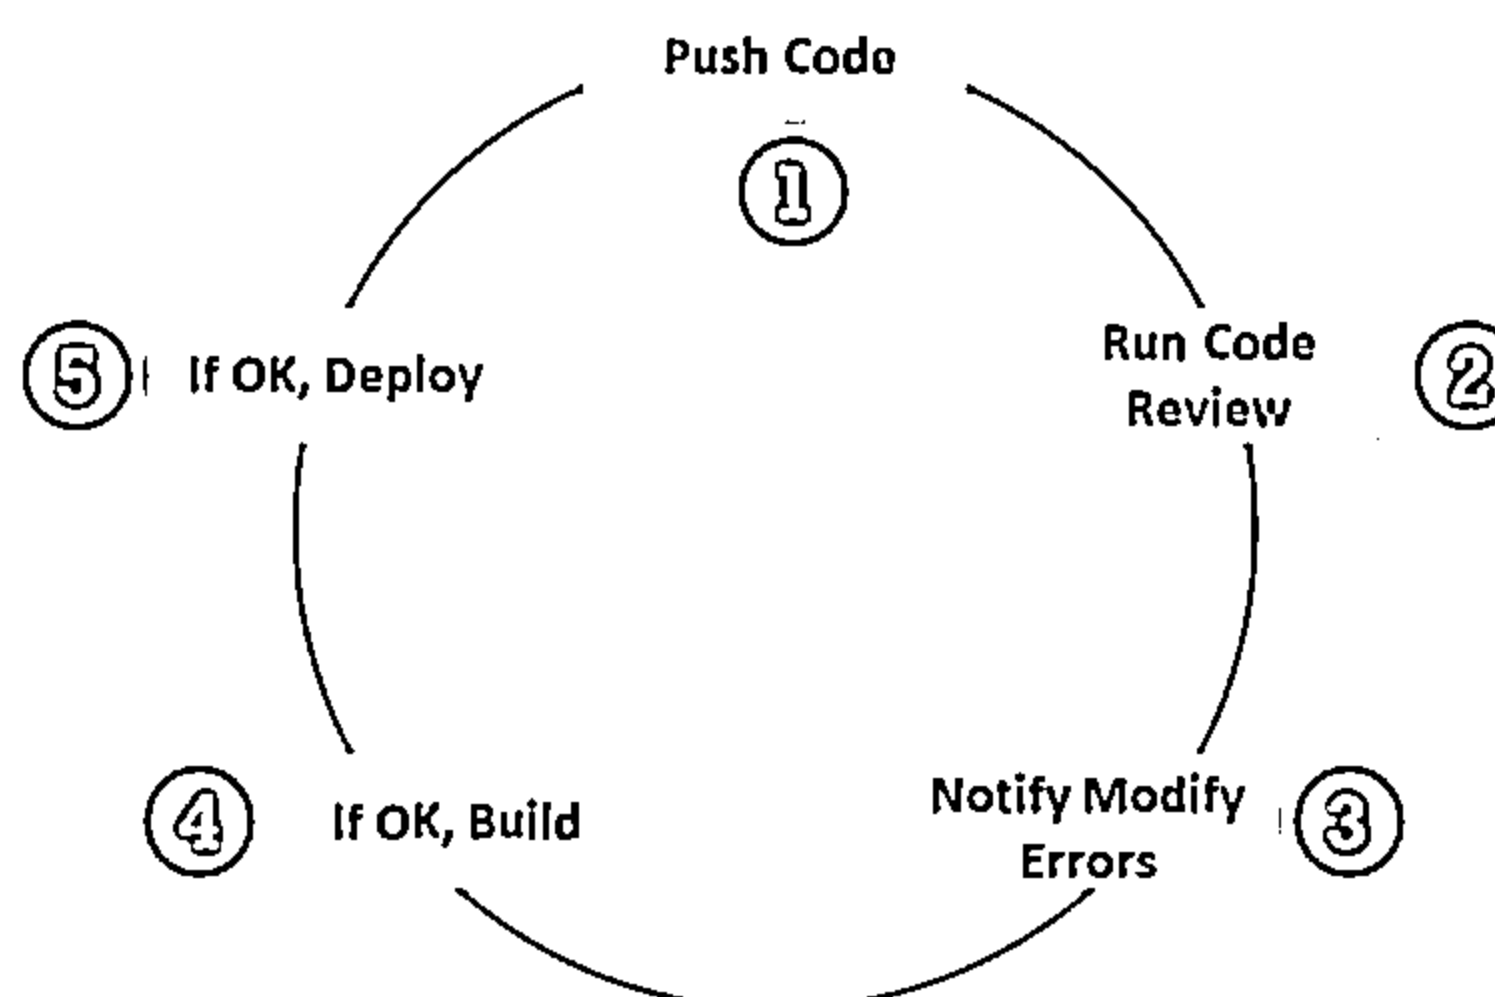 Push Code
1
Run Code
Review
2
Notify Modify
Errors
3
If OK, Build
4
If OK, Deploy
5